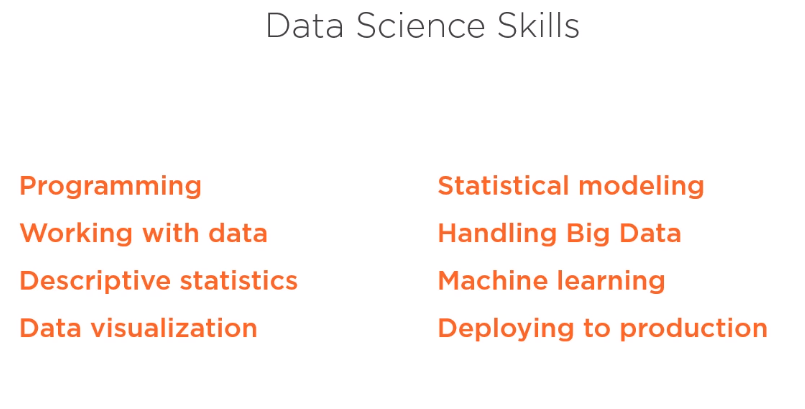 Data Science Skills
Programming
Working with data
Descriptive statistics
Data visualization
Statistical modeling
Handling Big Data
Machine learning
Deploying to production